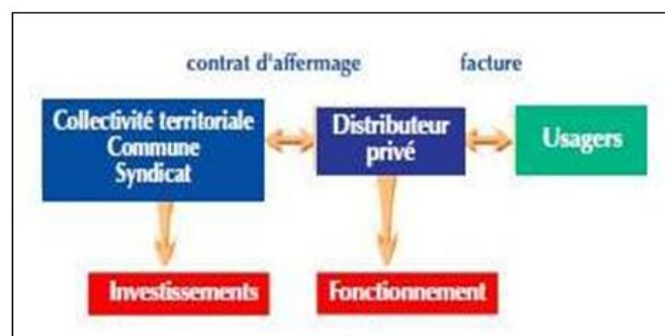 contrat d'affermage
facture
Collectivité territoriale
Commune
Syndicat
Distributeur
privé
Usagers
Investissements
Fonctionnement